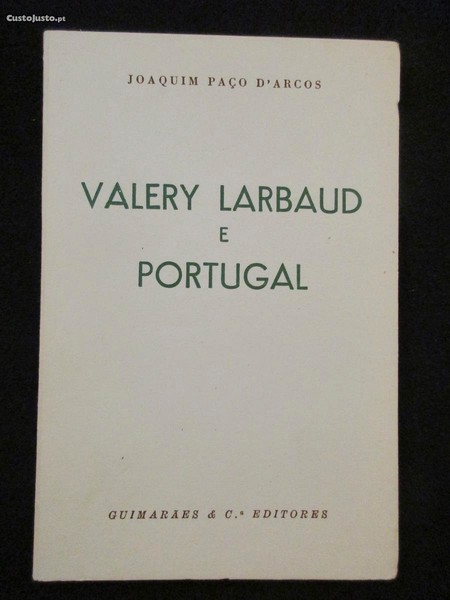 CustoJusto.pt
JOAQUIM PAÇO D'ARCOS
VALERY LARBAUD
E
PORTUGAL
GUIMARÃES & C.ª EDITORES